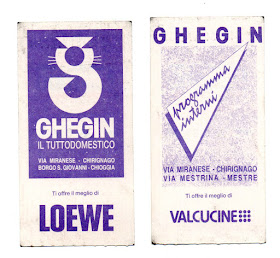 GHEGIN
IL TUTTODOMESTICO
VIA MIRANESE - CHIRIGNAGO
BORGO S. GIOVANNI - CHIOGGIA
Ti offre il meglio di
LOEWE
GHEGIN
programma
interni
VIA MIRANESE - CHIRIGNAGO
VIA MESTRINA - MESTRE
Ti offre il meglio di
VALCUCINE